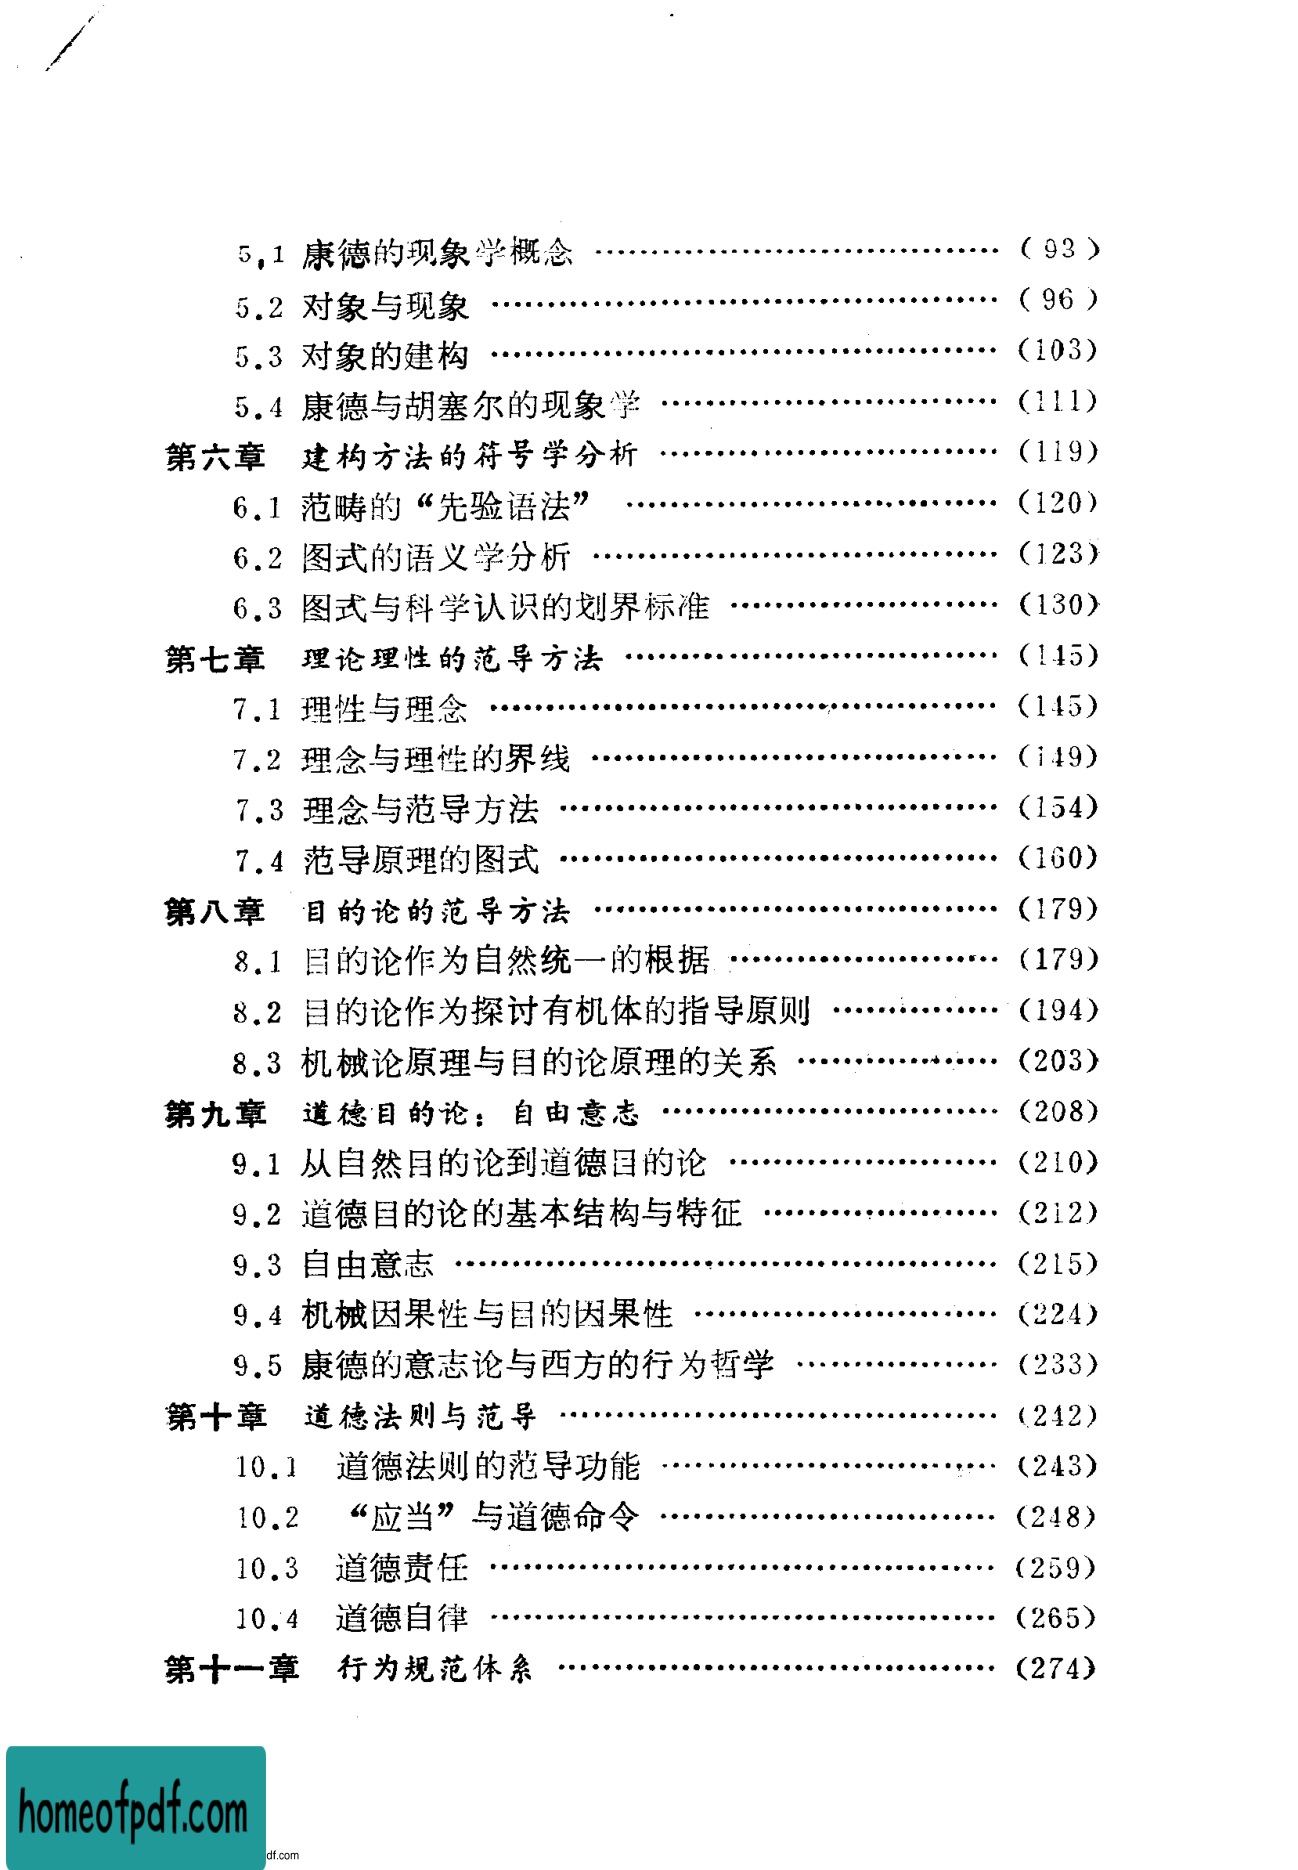 5.1 康德的现象学概念 …………………………………（ 93 ）
5.2 对象与现象 …………………………………………（ 96 ）
5.3 对象的建构 …………………………………………（103）
5.4 康德与胡塞尔的现象学 ……………………………（111）
第六章 建构方法的符号学分析 …………………………（119）
6.1 范畴的“先验语法” ………………………………（120）
6.2 图式的语义学分析 …………………………………（123）
6.3 图式与科学认识的划界标准 ………………………（130）
第七章 理论理性的范导方法 ……………………………（145）
7.1 理性与理念 …………………………………………（145）
7.2 理念与理性的界线 …………………………………（149）
7.3 理念与范导方法 ……………………………………（154）
7.4 范导原理的图式 ……………………………………（160）
第八章 目的论的范导方法 ………………………………（179）
8.1 目的论作为自然统一的根据 ………………………（179）
8.2 目的论作为探讨有机体的指导原则 ………………（194）
8.3 机械论原理与目的论原理的关系 …………………（203）
第九章 道德目的论：自由意志 …………………………（208）
9.1 从自然目的论到道德目的论 ………………………（210）
9.2 道德目的论的基本结构与特征 ……………………（212）
9.3 自由意志 ……………………………………………（215）
9.4 机械因果性与目的因果性 …………………………（224）
9.5 康德的意志论与西方的行为哲学 …………………（233）
第十章 道德法则与范导 …………………………………（242）
10.1 道德法则的范导功能 ……………………………（243）
10.2 “应当”与道德命令 ……………………………（248）
10.3 道德责任 …………………………………………（259）
10.4 道德自律 …………………………………………（265）
第十一章 行为规范体系 …………………………………（274）
homeofpdf.com
df.com